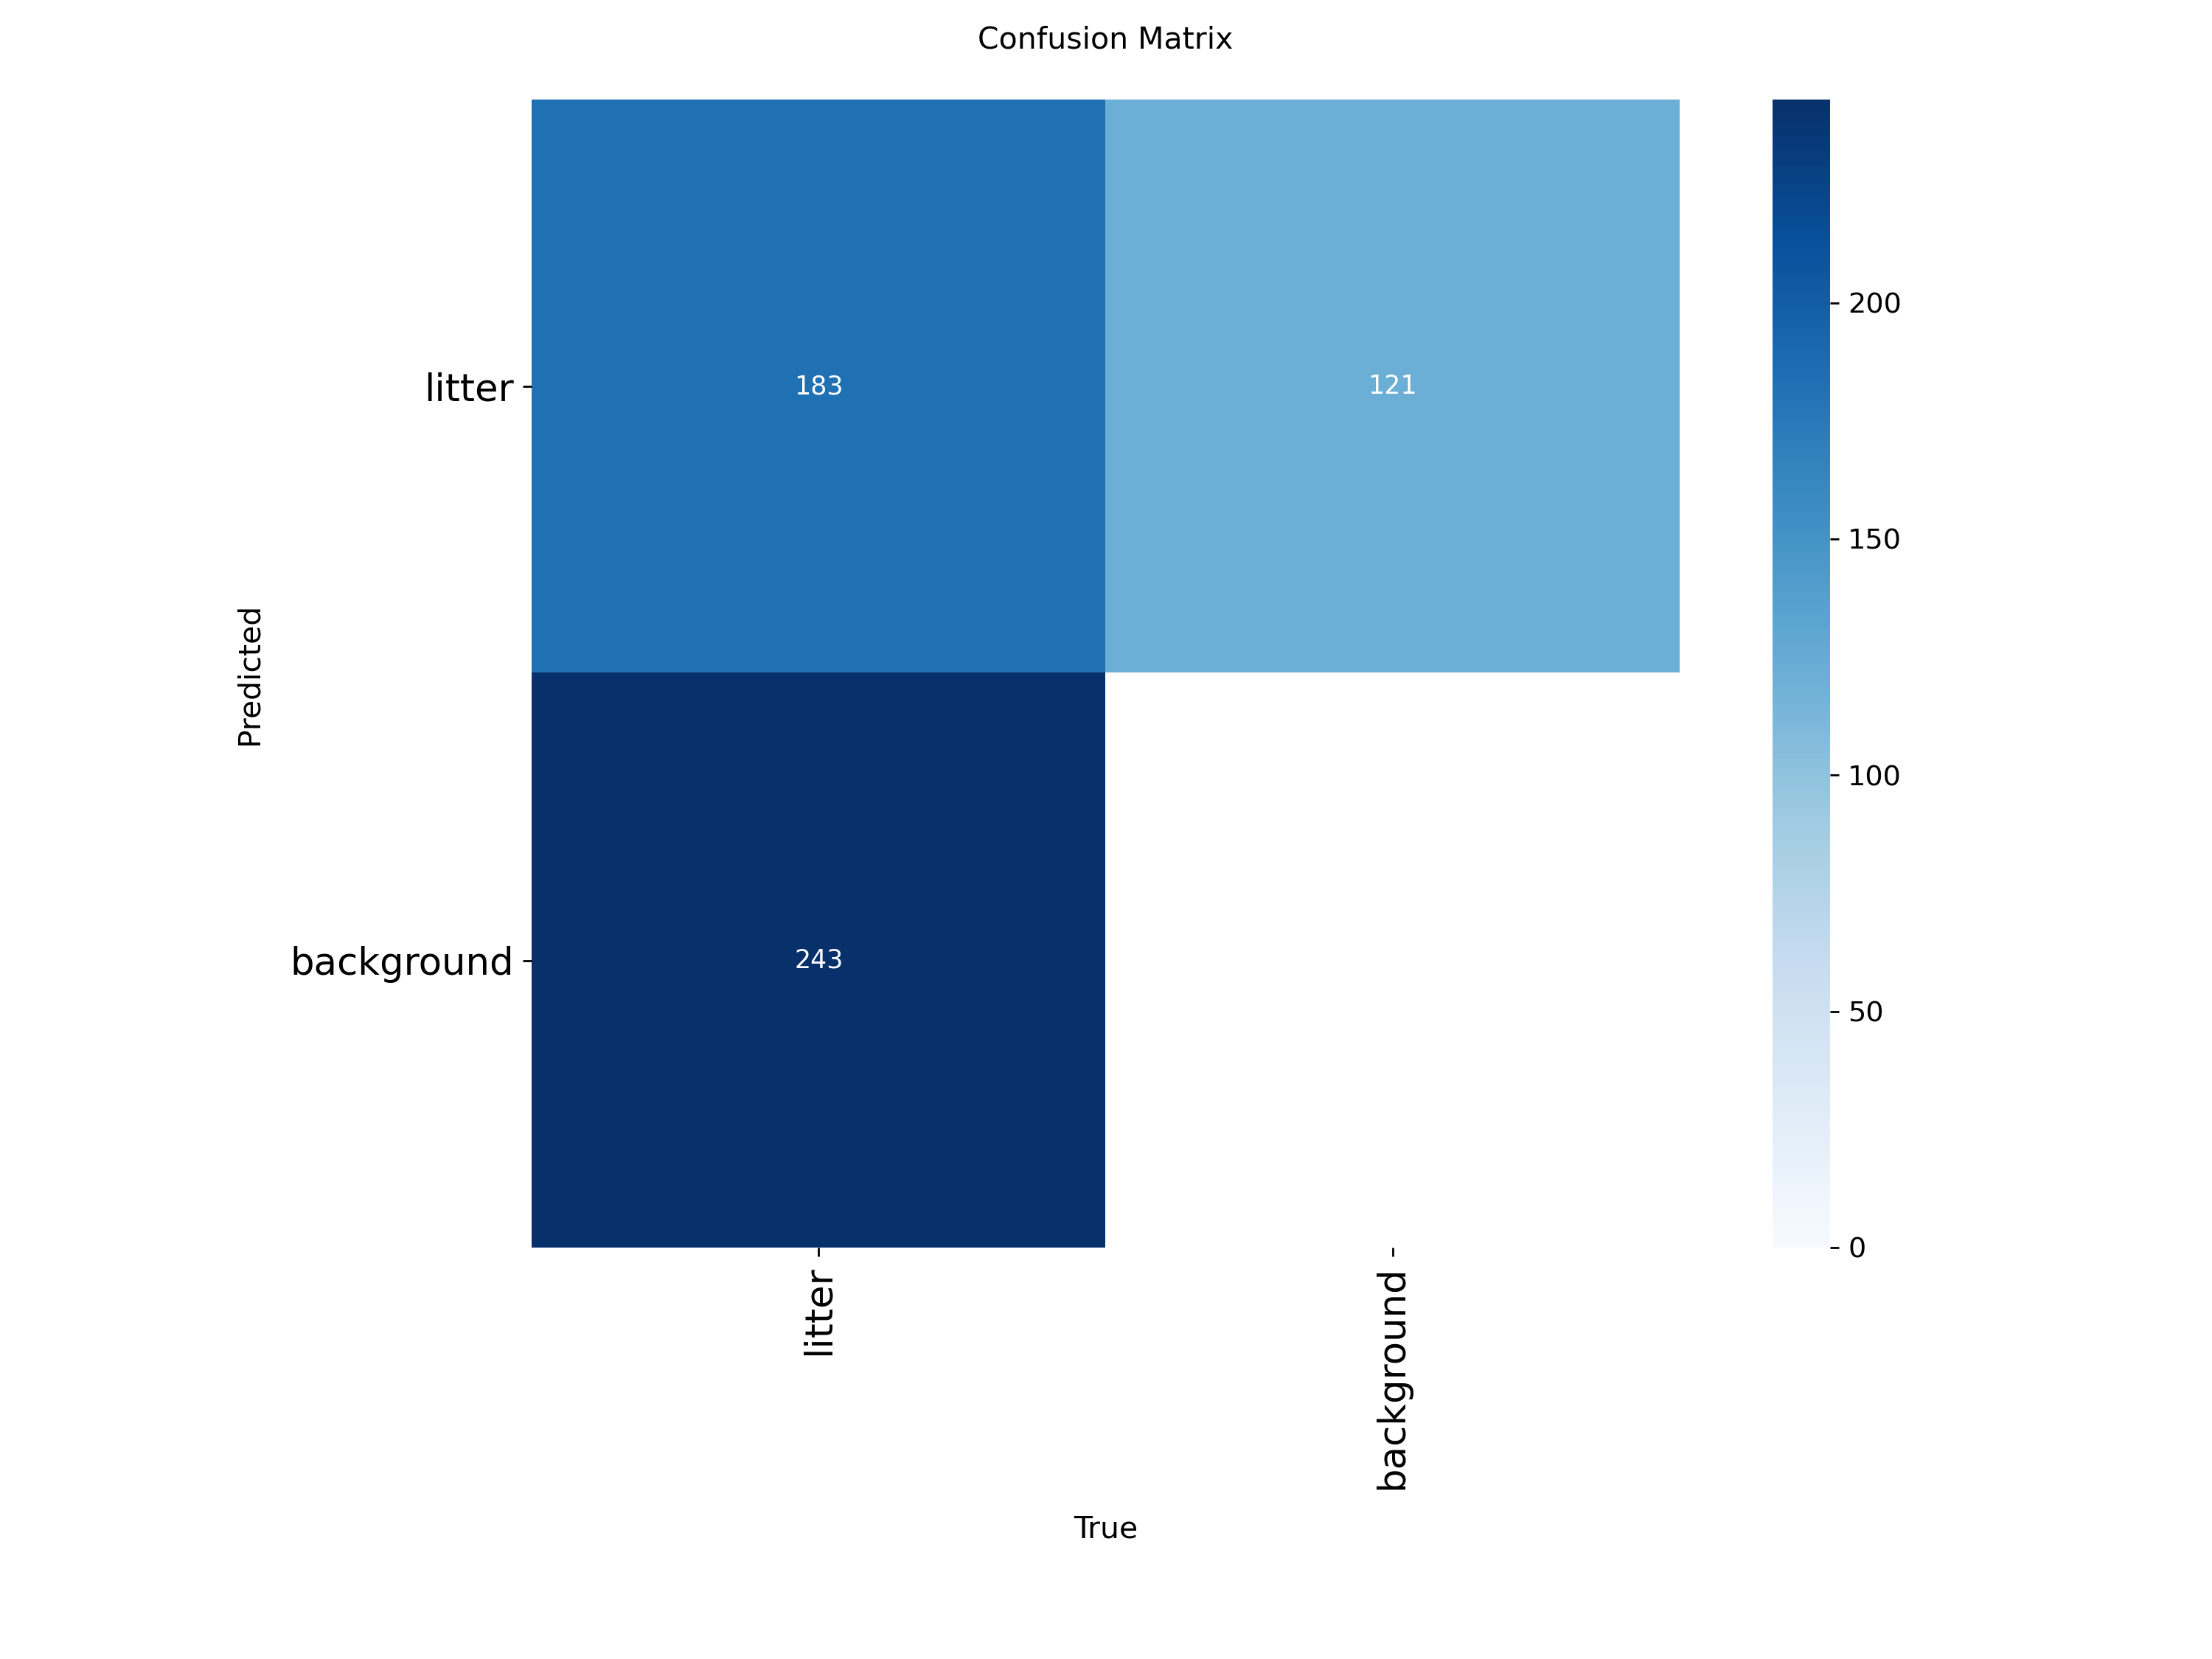 Confusion Matrix
litter
183
121
200
150
Predicted
100
background
243
50
0
litter
background
True